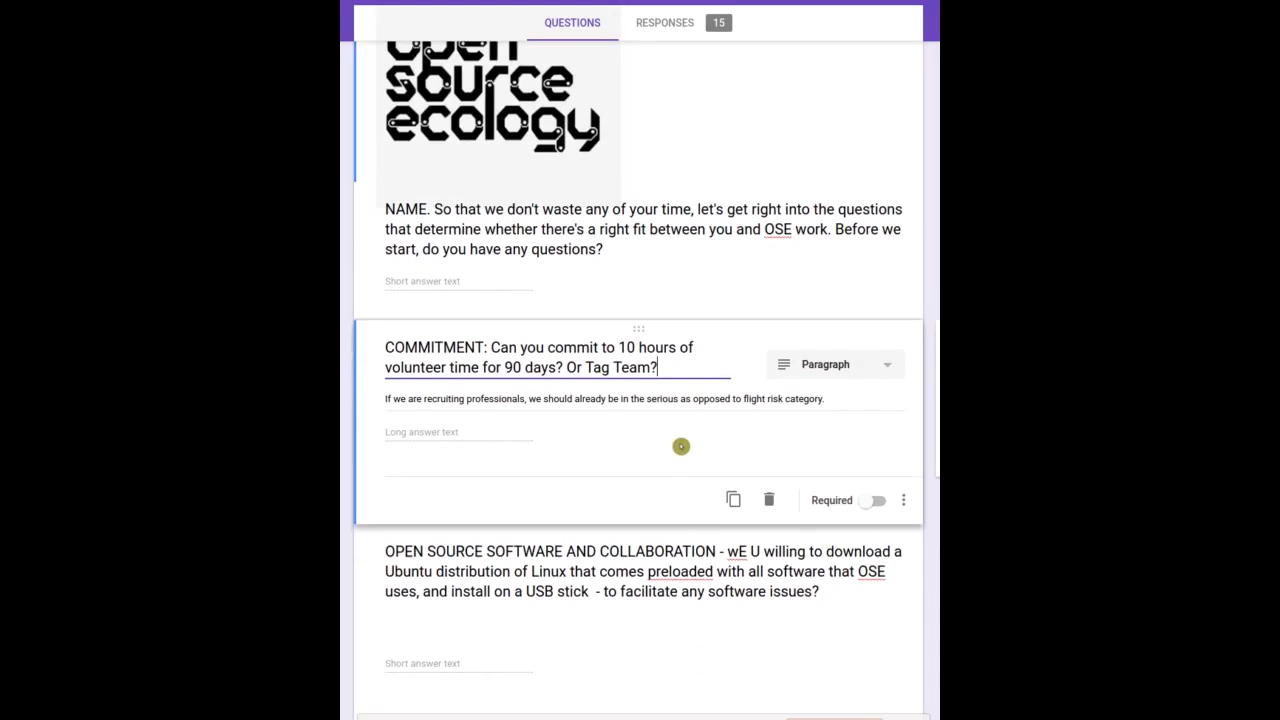 QUESTIONS RESPONSES 15
open
source
ecology
NAME. So that we don't waste any of your time, let's get right into the questions
that determine whether there's a right fit between you and OSE work. Before we
start, do you have any questions?
Short answer text
COMMITMENT: Can you commit to 10 hours of
volunteer time for 90 days? Or Tag Team?
Paragraph
If we are recruiting professionals, we should already be in the serious as opposed to flight risk category.
Long answer text
Required
OPEN SOURCE SOFTWARE AND COLLABORATION - wE U willing to download a
Ubuntu distribution of Linux that comes preloaded with all software that OSE
uses, and install on a USB stick - to facilitate any software issues?
Short answer text